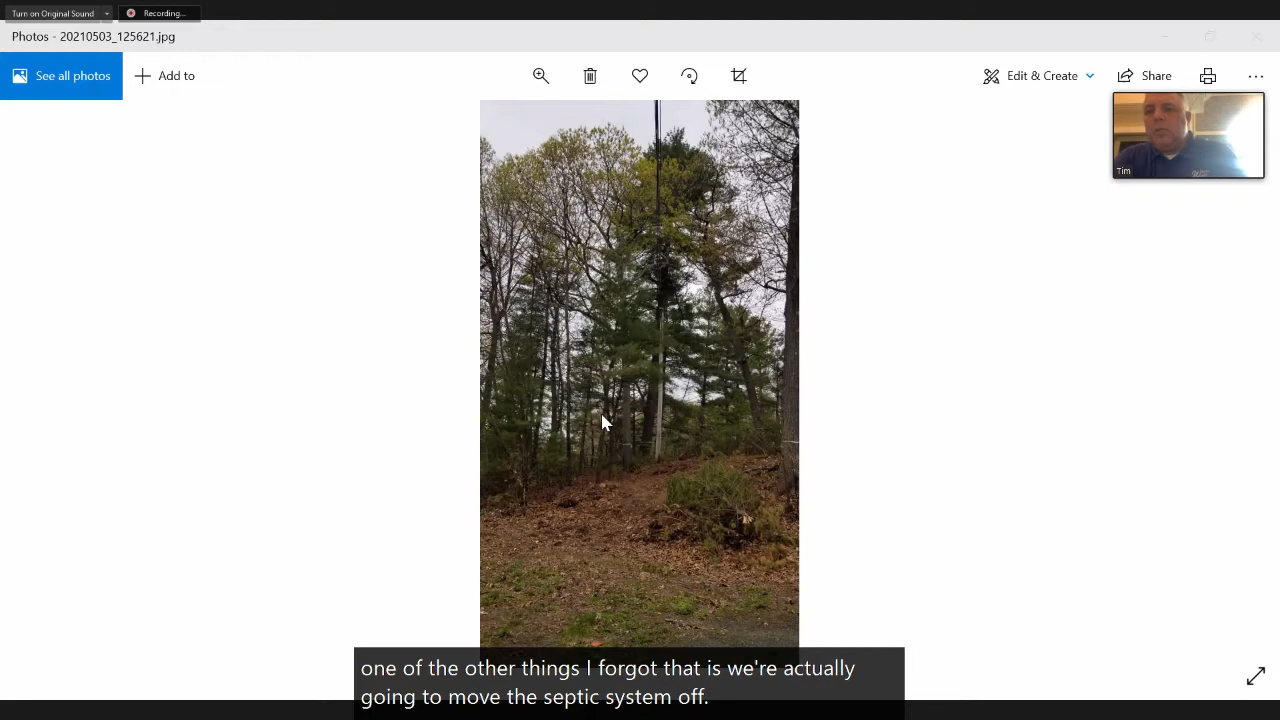 Turn on Original Sound
Recording...
Photos - 20210503_125621.jpg
See all photos
Add to
Edit & Create
Share
Tim
one of the other things I forgot that is we're actually
going to move the septic system off.